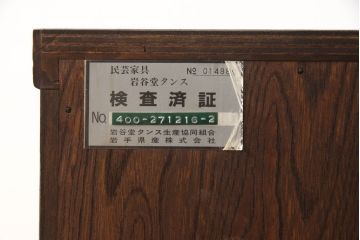 民芸家具 No 01498
岩谷堂タンス
検査済証
No. 400-271216-2
岩谷堂タンス生産協同組合
岩手県産株式会社